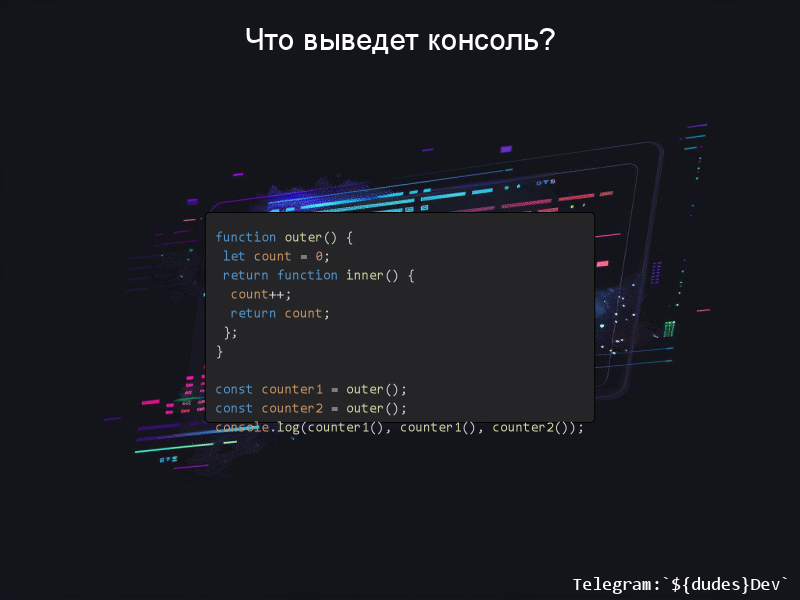 Что выведет консоль?
function outer() {
 let count = 0;
 return function inner() {
  count++;
  return count;
 };
}
const counter1 = outer();
const counter2 = outer();
console.log(counter1(), counter1(), counter2());
Telegram:`${dudes}Dev`